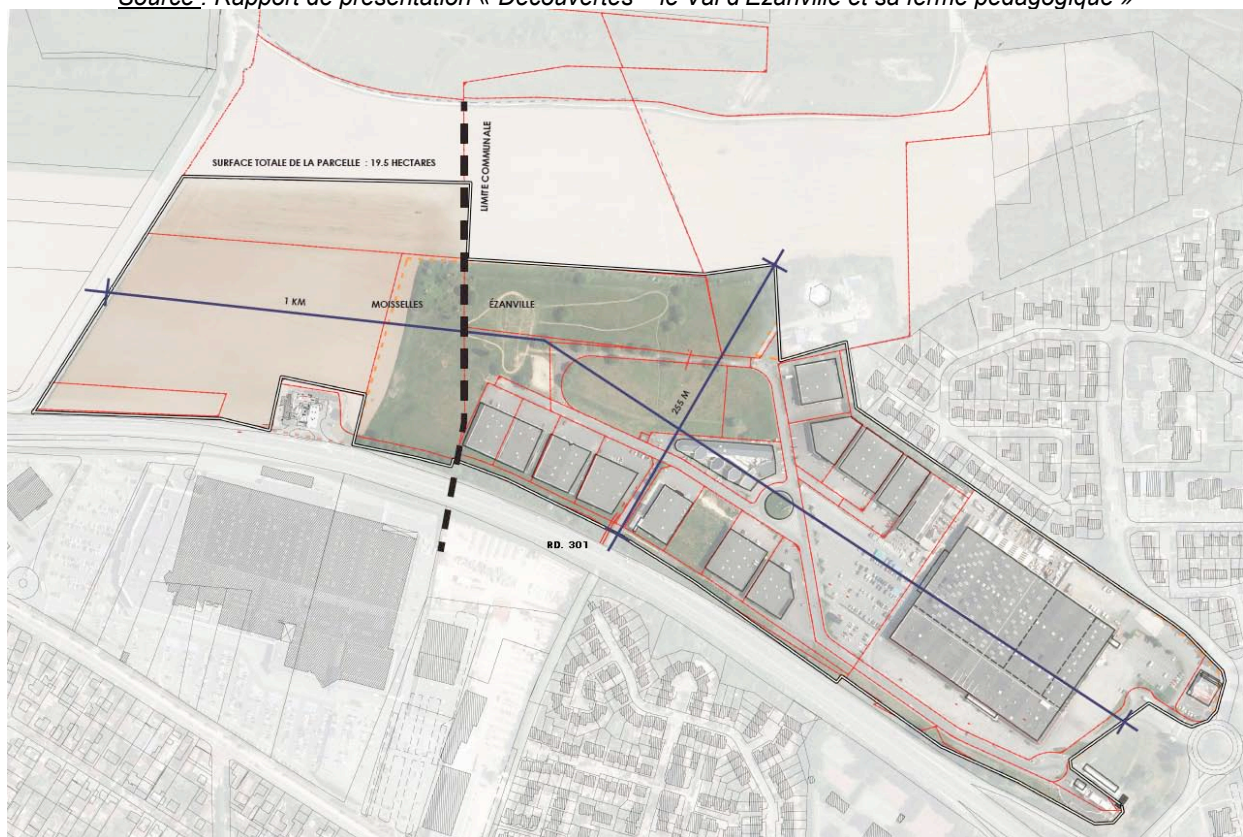 Source : Rapport de présentation « Découvertes – le Val d'Ezanville et sa ferme pédagogique »
SURFACE TOTALE DE LA PARCELLE : 19.5 HECTARES
LIMITE COMMUNALE
1 KM
MOISSELLES
ÉZANVILLE
255 M
RD. 301